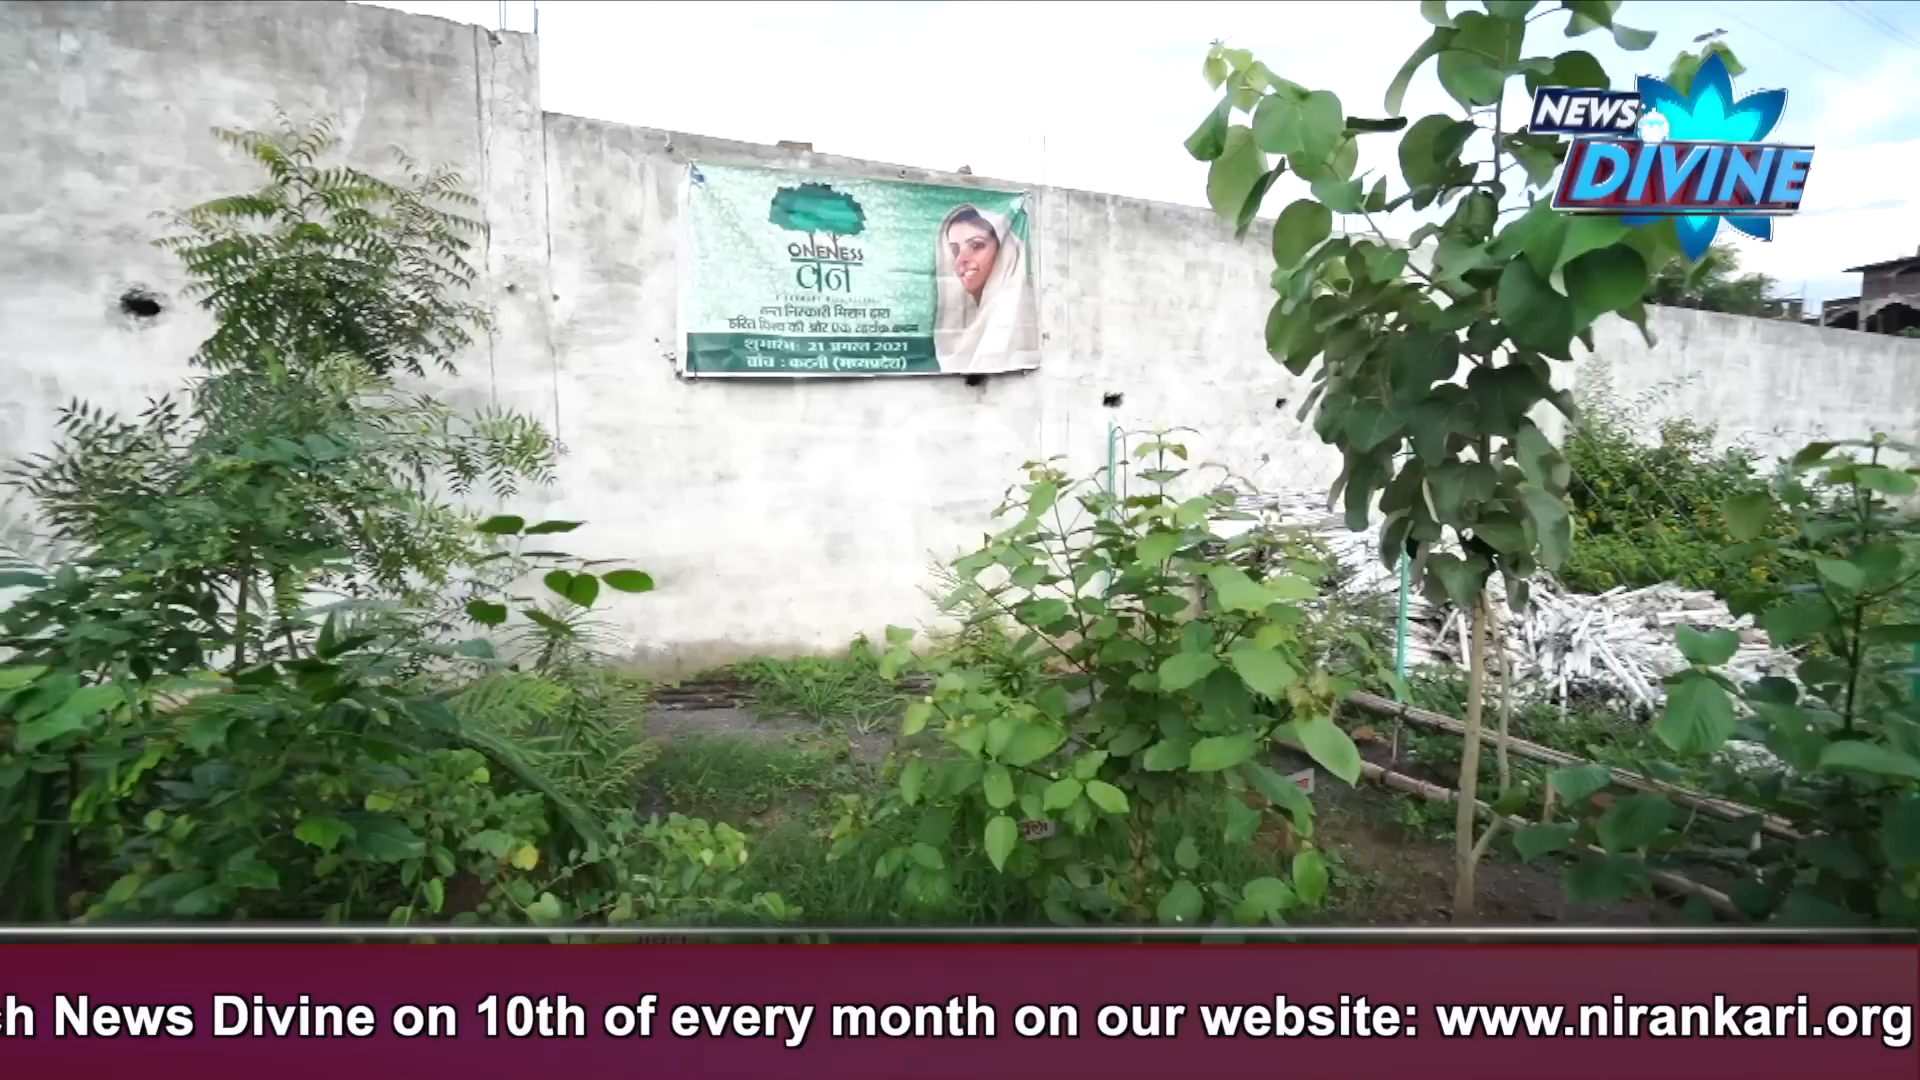 NEWS
DIVINE
ONENESS
वन
सन्त निरंकारी मिशन द्वारा
हरित विश्व की ओर एक सार्थक कदम
शुभारंभ: 21 अगस्त 2021
ब्रांच : कटनी (मध्यप्रदेश)
ch News Divine on 10th of every month on our website: www.nirankari.org